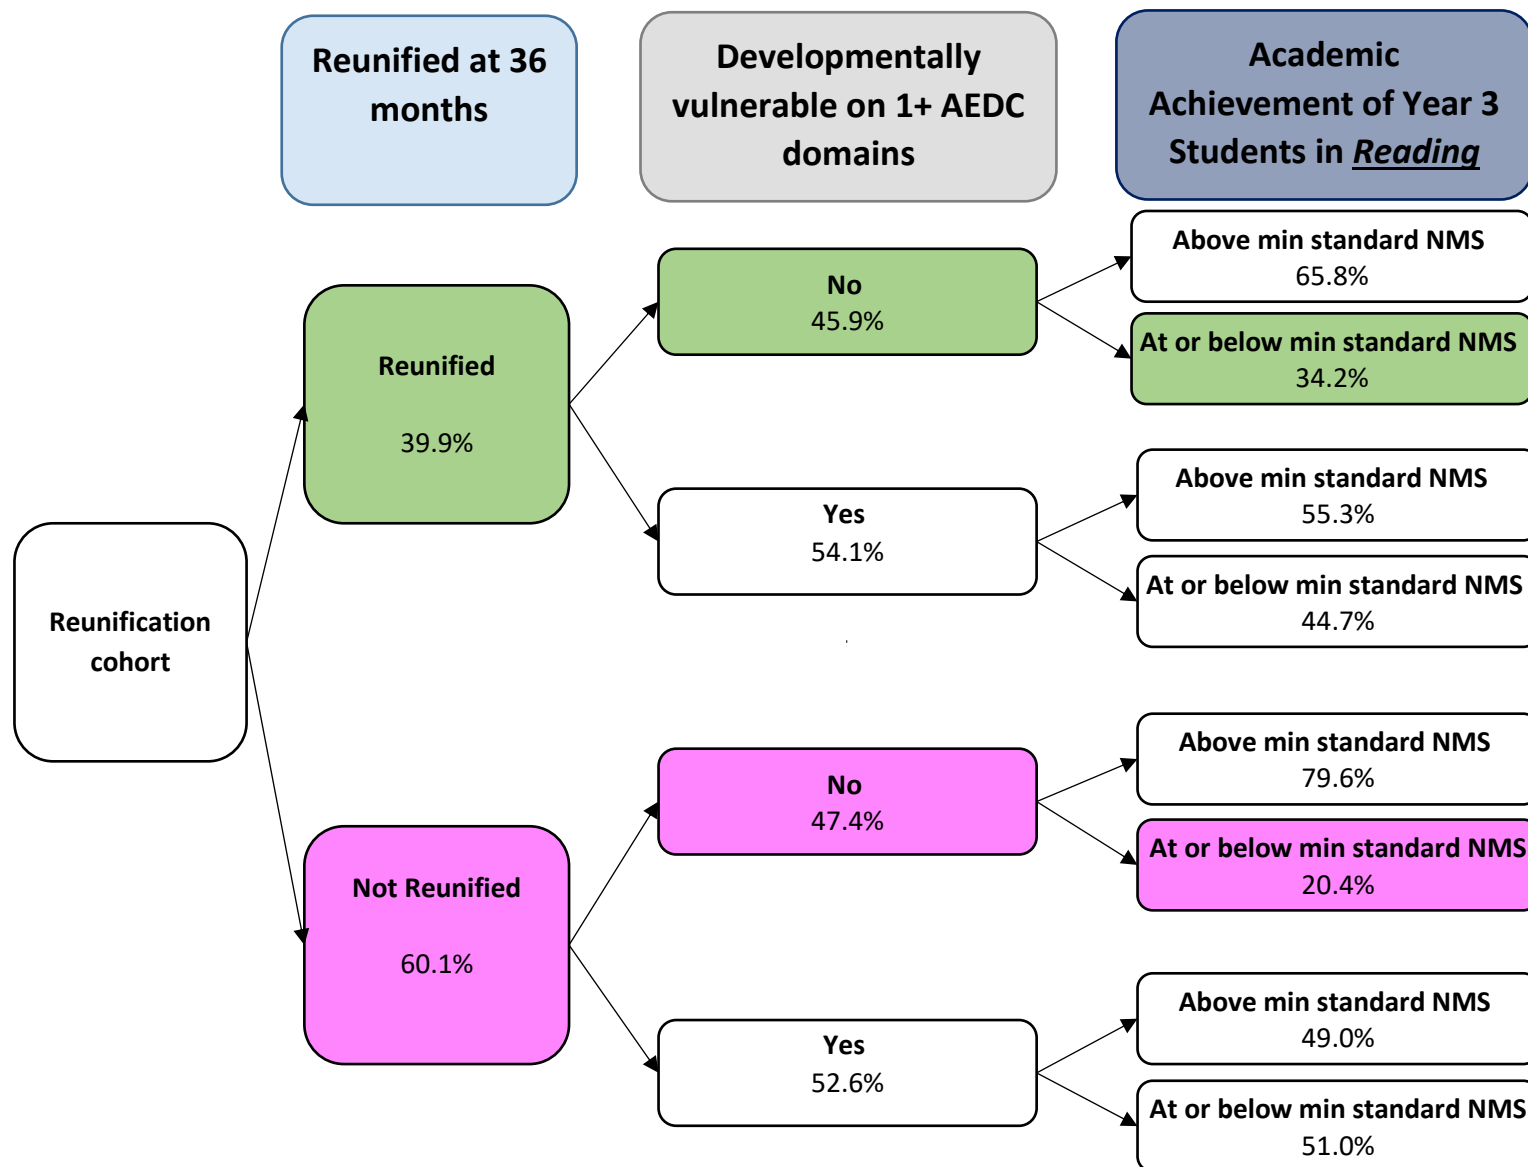 Reunified at 36
months
Developmentally
vulnerable on 1+ AEDC
domains
Academic
Achievement of Year 3
Students in Reading
Reunification
cohort
Reunified
39.9%
No
45.9%
Above min standard NMS
65.8%
At or below min standard NMS
34.2%
Yes
54.1%
Above min standard NMS
55.3%
At or below min standard NMS
44.7%
Not Reunified
60.1%
No
47.4%
Above min standard NMS
79.6%
At or below min standard NMS
20.4%
Yes
52.6%
Above min standard NMS
49.0%
At or below min standard NMS
51.0%